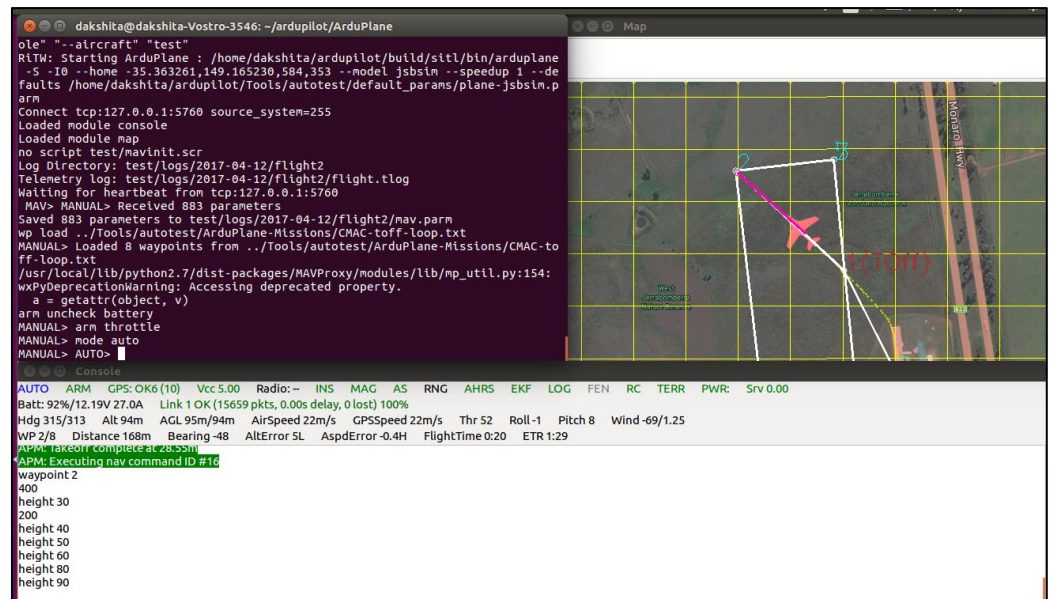 dakshita@dakshita-Vostro-3546: ~/ardupilot/ArduPlane
ole" "--aircraft" "test"
RiTW: Starting ArduPlane : /home/dakshita/ardupilot/build/sitl/bin/arduplane
-S -I0 --home -35.363261,149.165230,584,353 --model jsbsim --speedup 1 --de
faults /home/dakshita/ardupilot/Tools/autotest/default_params/plane-jsbsim.p
arm
Connect tcp:127.0.0.1:5760 source_system=255
Loaded module console
Loaded module map
no script test/mavinit.scr
Log Directory: test/logs/2017-04-12/flight2
Telemetry log: test/logs/2017-04-12/flight2/flight.tlog
Waiting for heartbeat from tcp:127.0.0.1:5760
MAV> MANUAL> Received 883 parameters
Saved 883 parameters to test/logs/2017-04-12/flight2/mav.parm
wp load ../Tools/autotest/ArduPlane-Missions/CMAC-toff-loop.txt
MANUAL> Loaded 8 waypoints from ../Tools/autotest/ArduPlane-Missions/CMAC-to
ff-loop.txt
/usr/local/lib/python2.7/dist-packages/MAVProxy/modules/lib/mp_util.py:154:
wxPyDeprecationWarning: Accessing deprecated property.
a = getattr(object, v)
arm uncheck battery
MANUAL> arm throttle
MANUAL> mode auto
MANUAL> AUTO>
Map
Monaro Hwy
2
3
1(TOff)
West
Jerrabomberra
Console
AUTO ARM GPS: OK6 (10) Vcc 5.00 Radio: -- INS MAG AS RNG AHRS EKF LOG FEN RC TERR PWR: Srv 0.00
Batt: 92%/12.19V 27.0A Link 1 OK (15659 pkts, 0.00s delay, 0 lost) 100%
Hdg 315/313 Alt 94m AGL 95m/94m AirSpeed 22m/s GPSSpeed 22m/s Thr 52 Roll -1 Pitch 8 Wind -69/1.25
WP 2/8 Distance 168m Bearing -48 AltError 5L AspdError -0.4H FlightTime 0:20 ETR 1:29
APM: Takeoff complete at 28.55m
APM: Executing nav command ID #16
waypoint 2
400
height 30
200
height 40
height 50
height 60
height 80
height 90